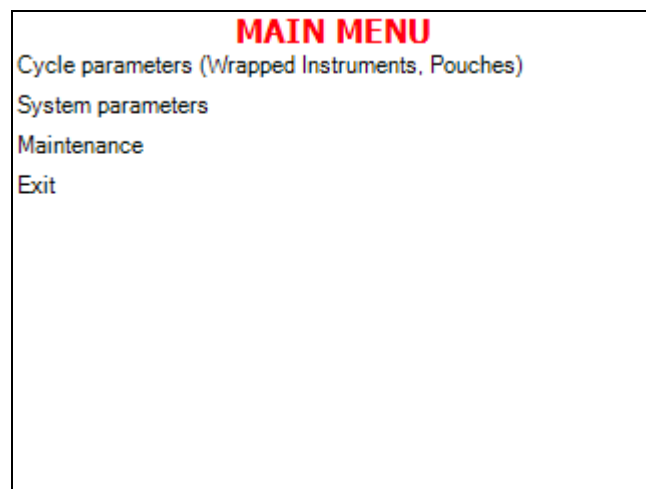 MAIN MENU
Cycle parameters (Wrapped Instruments, Pouches)
System parameters
Maintenance
Exit